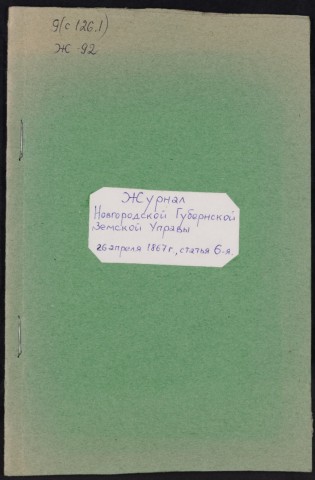 9(с126.1)
Ж-92
Журнал
Новгородской Губернской
Земской Управы
26 апреля 1867 г., статья 6-я.